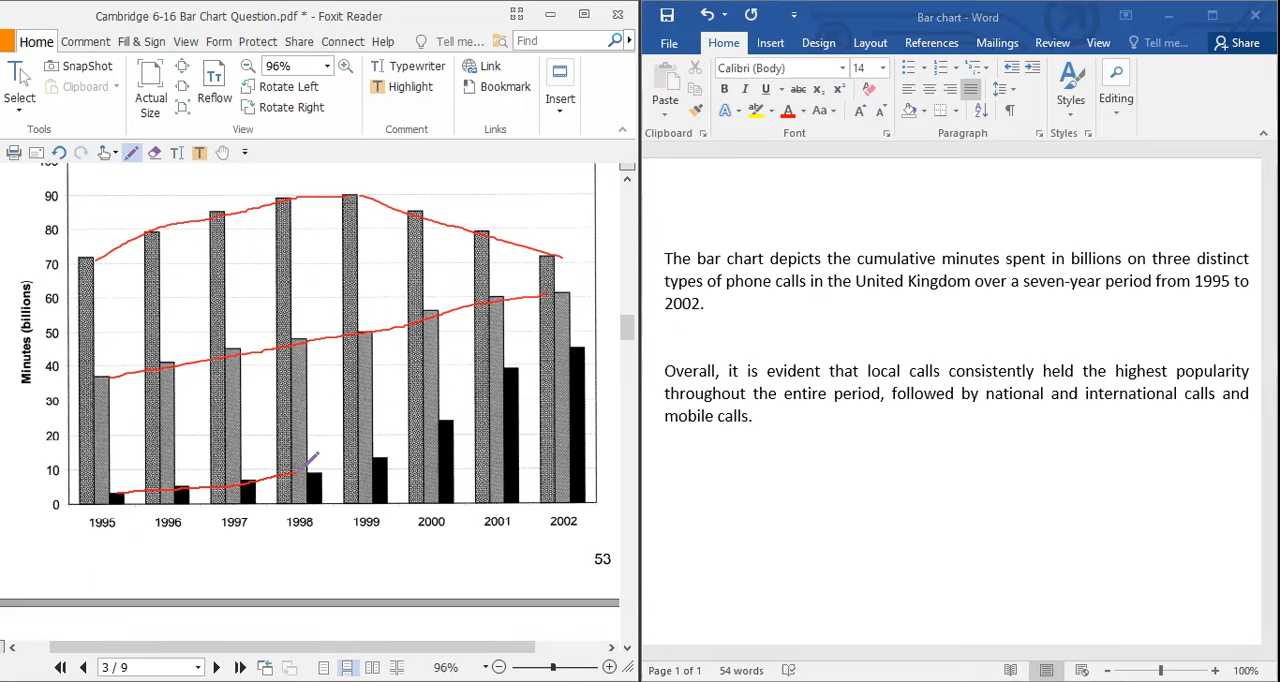 Cambridge 6-16 Bar Chart Question.pdf * - Foxit Reader
Home Comment Fill & Sign View Form Protect Share Connect Help Tell me... Find
Select
SnapShot
Clipboard
Tools
Actual Size
Reflow
96%
Rotate Left
Rotate Right
View
Typewriter
Highlight
Comment
Link
Bookmark
Links
Insert
Minutes (billions)
100
90
80
70
60
50
40
30
20
10
0
1995 1996 1997 1998 1999 2000 2001 2002
53
3 / 9
96%
Bar chart - Word
File Home Insert Design Layout References Mailings Review View Tell me... Share
Paste
Clipboard
Calibri (Body) 14
B I U abc x₂ x²
A A Aa A A
Font
Paragraph
Styles
Styles
Editing
The bar chart depicts the cumulative minutes spent in billions on three distinct
types of phone calls in the United Kingdom over a seven-year period from 1995 to
2002.
Overall, it is evident that local calls consistently held the highest popularity
throughout the entire period, followed by national and international calls and
mobile calls.
Page 1 of 1 54 words
100%